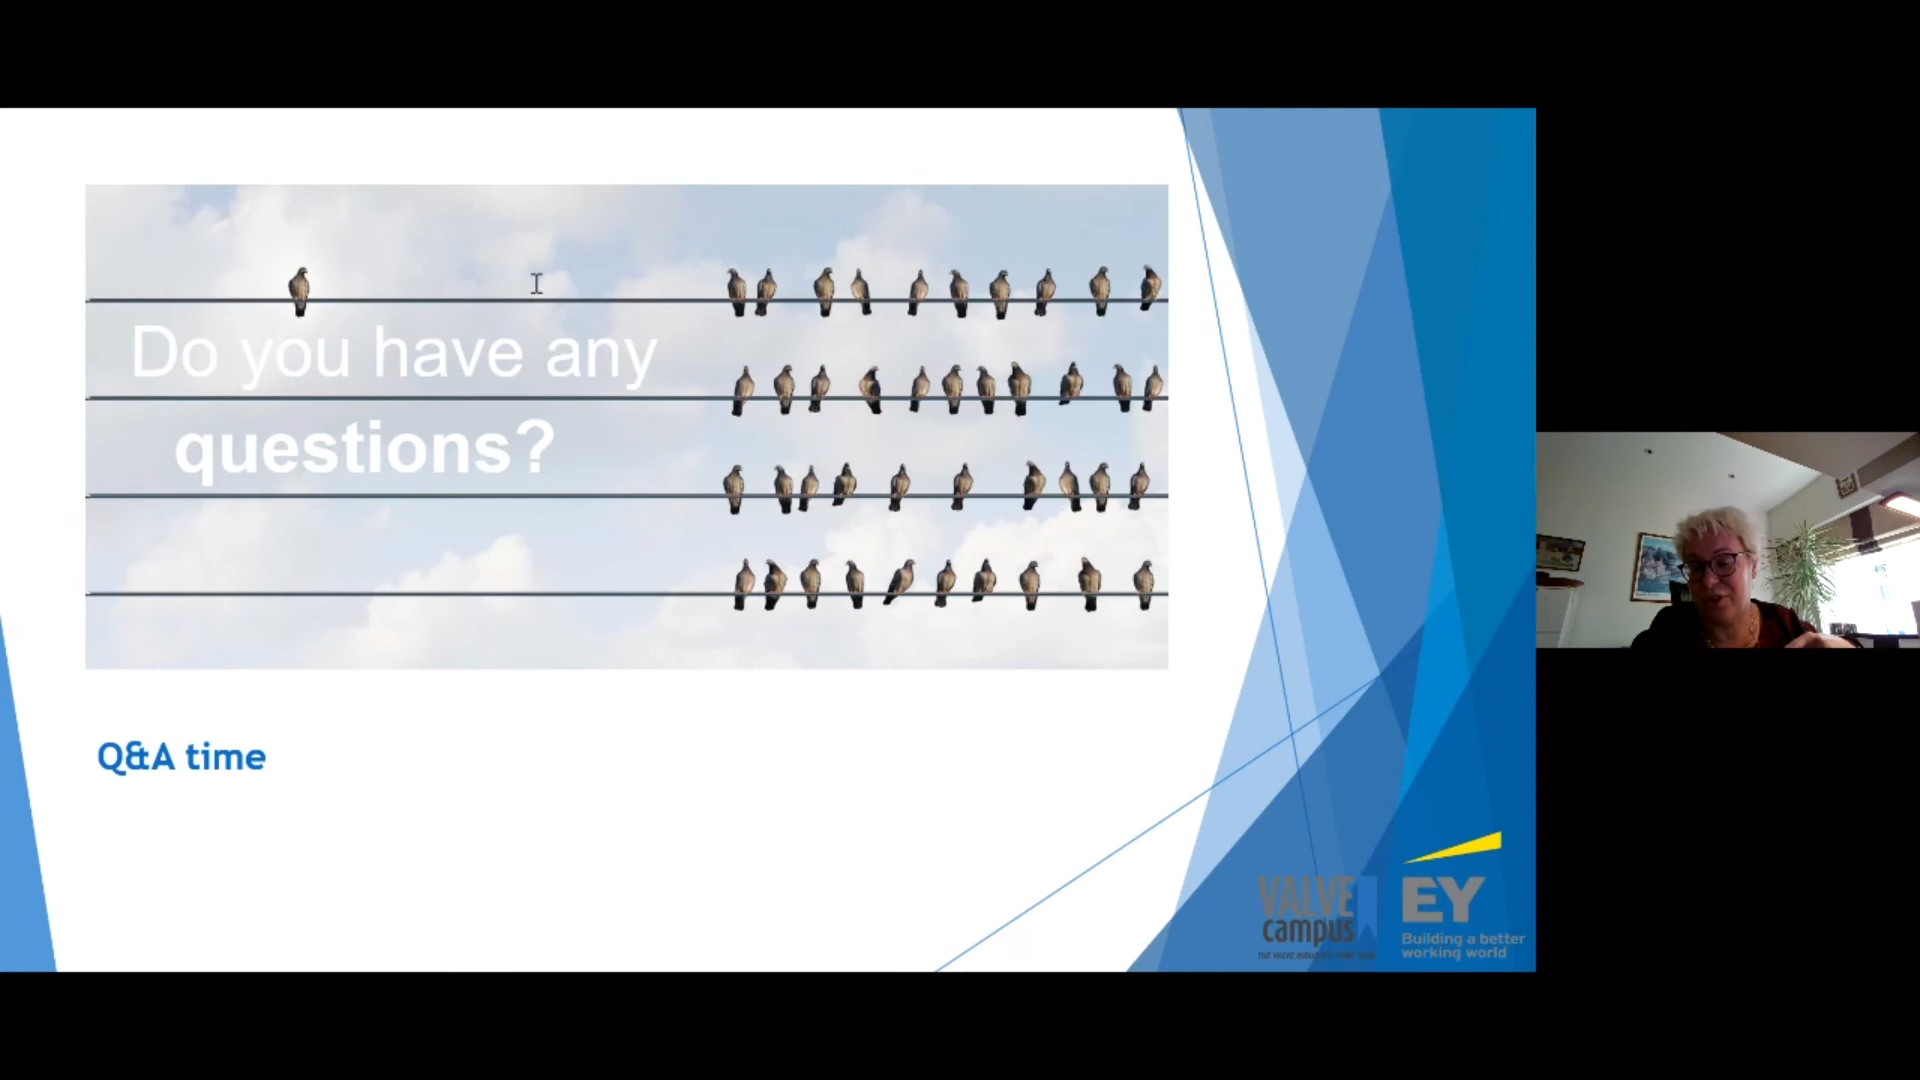 Do you have any
questions?
Q&A time
VALVE
campus
EY
Building a better
working world